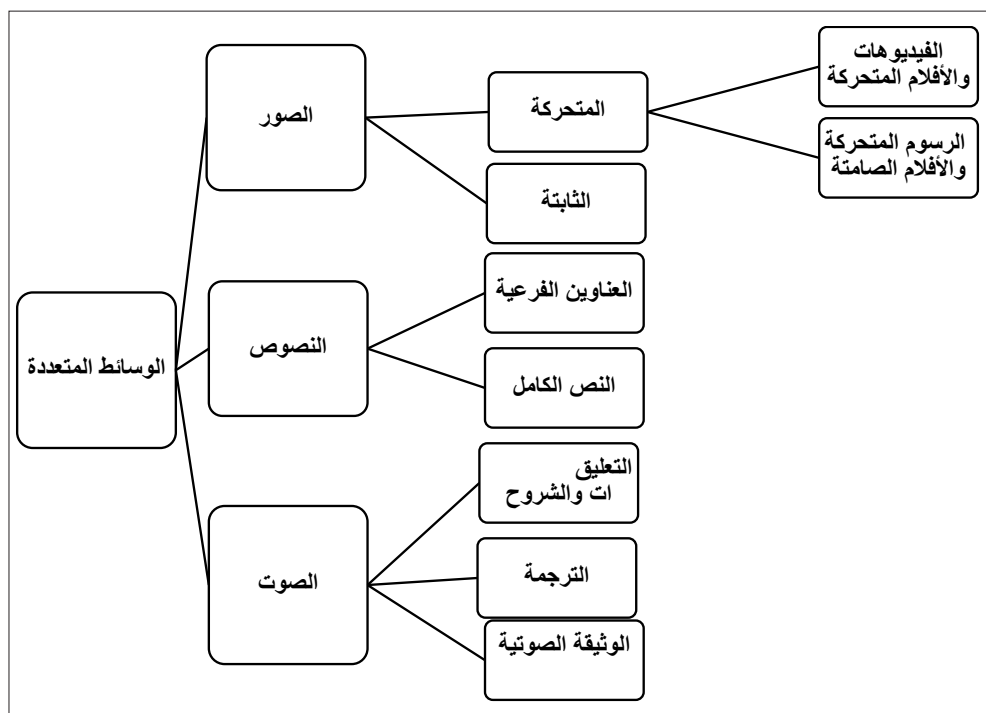 الوسائط المتعددة
الصور
المتحركة
الفيديوهات
والأفلام المتحركة
الرسوم المتحركة
والأفلام الصامتة
الثابتة
النصوص
العناوين الفرعية
النص الكامل
الصوت
التعليق
ات والشروح
الترجمة
الوثيقة الصوتية